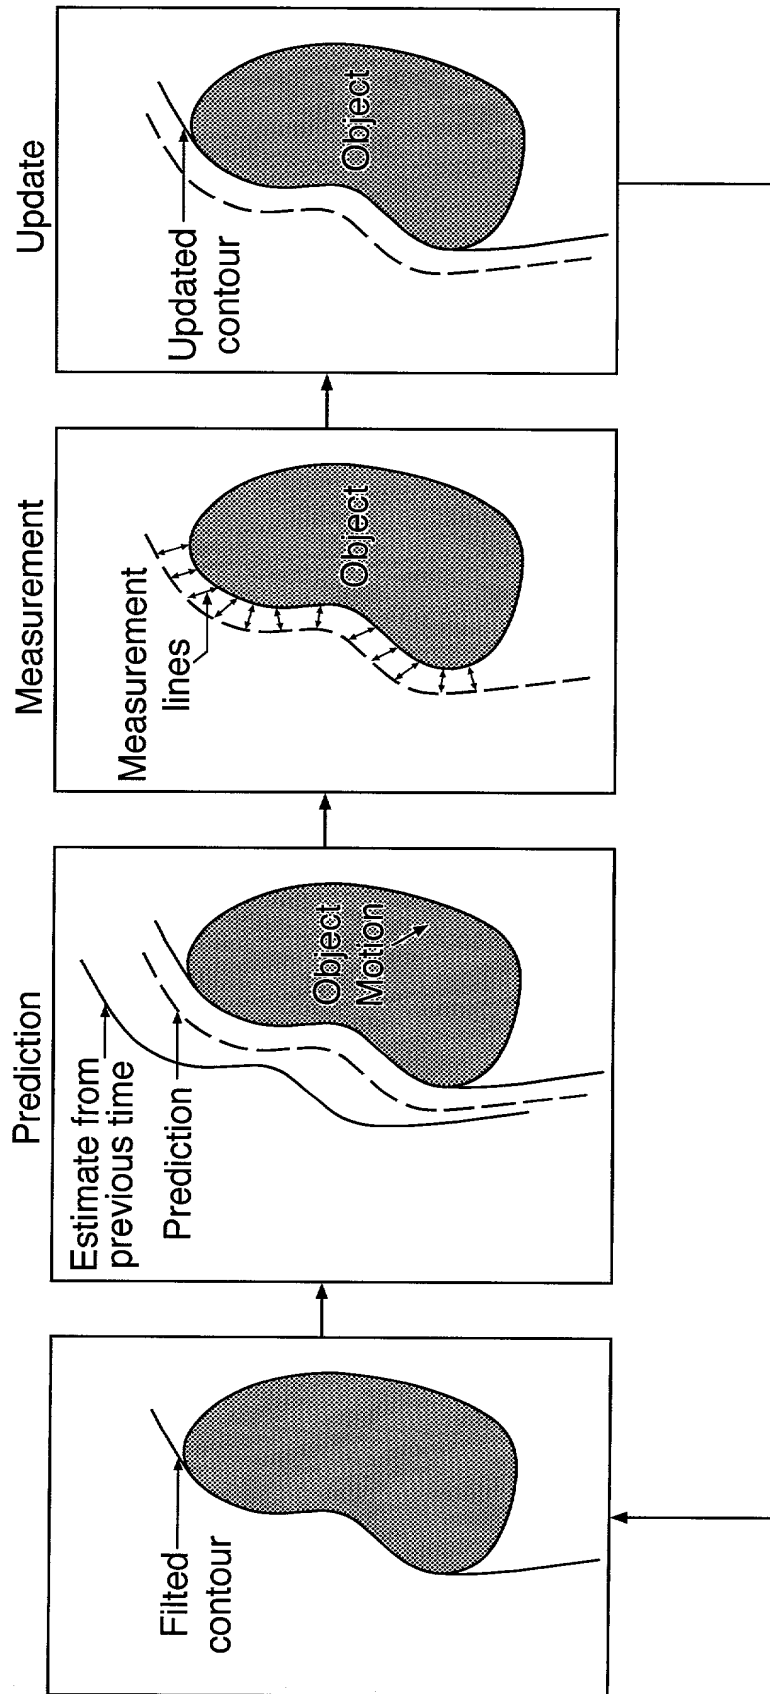 Filted
contour
Prediction
Estimate from
previous time
Prediction
Object
Motion
Measurement
Measurement
lines
Object
Update
Updated
contour
Object